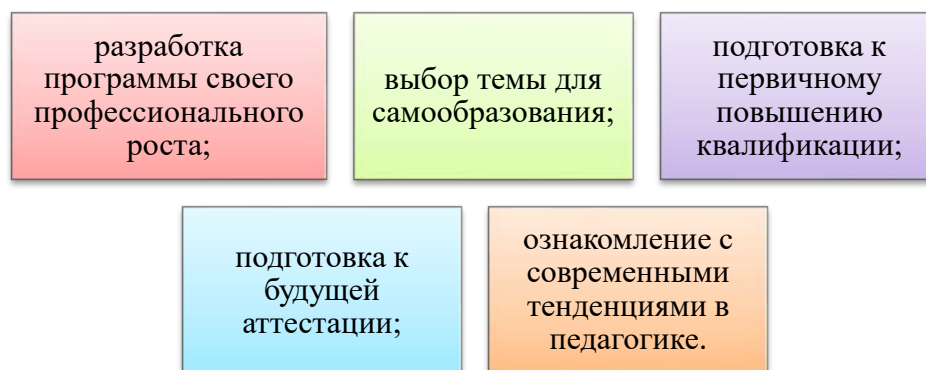 разработка
программы своего
профессионального
роста;
выбор темы для
самообразования;
подготовка к
первичному
повышению
квалификации;
подготовка к
будущей
аттестации;
ознакомление с
современными
тенденциями в
педагогике.